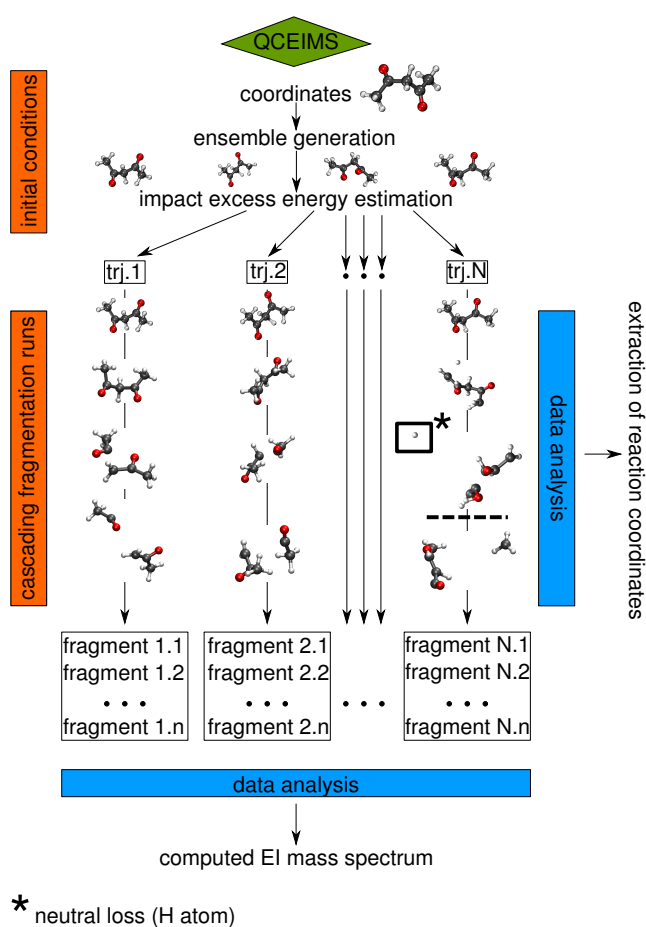 QCEIMS
coordinates
ensemble generation
impact excess energy estimation
initial conditions
trj.1
trj.2
• • •
trj.N
cascading fragmentation runs
*
data analysis
extraction of reaction coordinates
fragment 1.1
fragment 1.2
• • •
fragment 1.n
fragment 2.1
fragment 2.2
• • •
fragment 2.n
• • •
fragment N.1
fragment N.2
• • •
fragment N.n
data analysis
computed EI mass spectrum
* neutral loss (H atom)